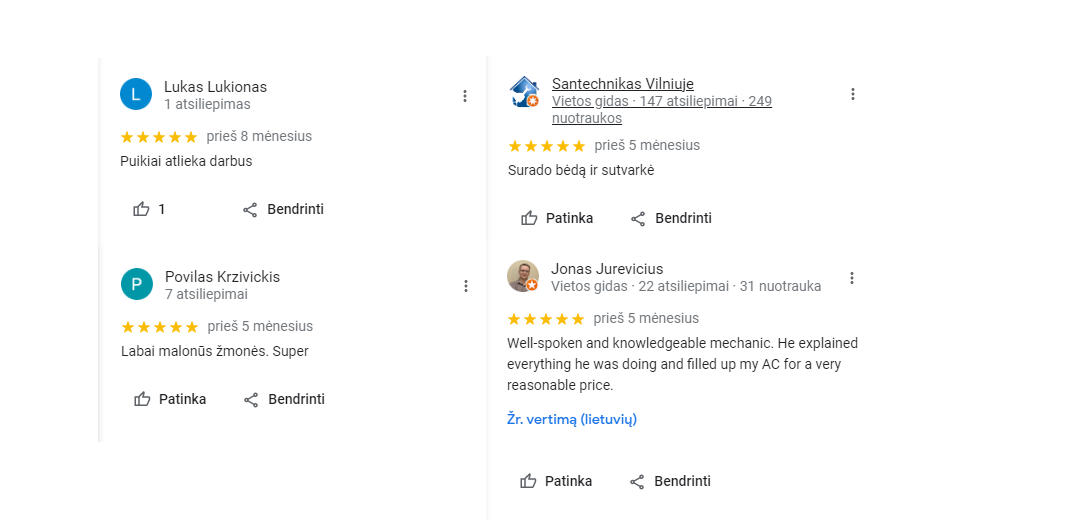 L
Lukas Lukionas
1 atsiliepimas
prieš 8 mėnesius
Puikiai atlieka darbus
1
Bendrinti
P
Povilas Krzivickis
7 atsiliepimai
prieš 5 mėnesius
Labai malonūs žmonės. Super
Patinka
Bendrinti
Santechnikas Vilniuje
Vietos gidas · 147 atsiliepimai · 249
nuotraukos
prieš 5 mėnesius
Surado bėdą ir sutvarkė
Patinka
Bendrinti
Jonas Jurevicius
Vietos gidas · 22 atsiliepimai · 31 nuotrauka
prieš 5 mėnesius
Well-spoken and knowledgeable mechanic. He explained
everything he was doing and filled up my AC for a very
reasonable price.
Žr. vertimą (lietuvių)
Patinka
Bendrinti